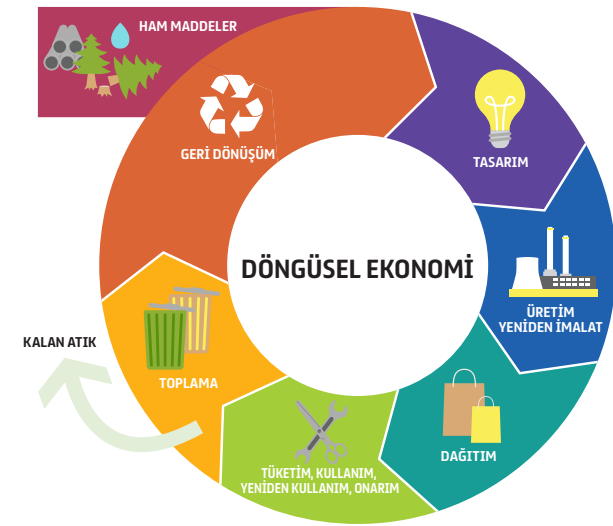 HAM MADDELER
GERİ DÖNÜŞÜM
TASARIM
DÖNGÜSEL EKONOMİ
ÜRETİM
YENİDEN İMALAT
KALAN ATIK
TOPLAMA
DAĞITIM
TÜKETİM, KULLANIM,
YENİDEN KULLANIM, ONARIM